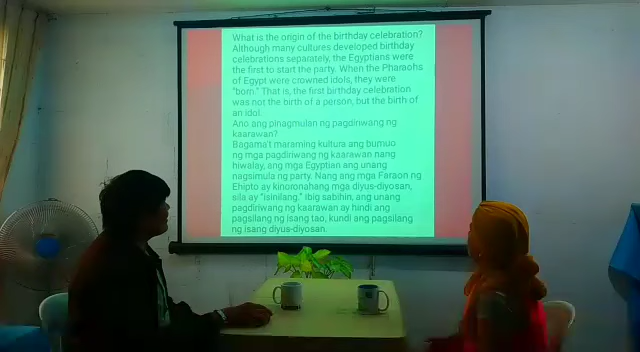 What is the origin of the birthday celebration?
Although many cultures developed birthday
celebrations separately, the Egyptians were
the first to start the party. When the Pharaohs
of Egypt were crowned idols, they were
"born." That is, the first birthday celebration
was not the birth of a person, but the birth of
an idol.
Ano ang pinagmulan ng pagdiriwang ng
kaarawan?
Bagama't maraming kultura ang bumuo
ng mga pagdiriwang ng kaarawan nang
hiwalay, ang mga Egyptian ang unang
nagsimula ng party. Nang ang mga Faraon ng
Ehipto ay kinoronahang mga diyus-diyosan,
sila ay "isinilang." Ibig sabihin, ang unang
pagdiriwang ng kaarawan ay hindi ang
pagsilang ng isang tao, kundi ang pagsilang
ng isang diyus-diyosan.